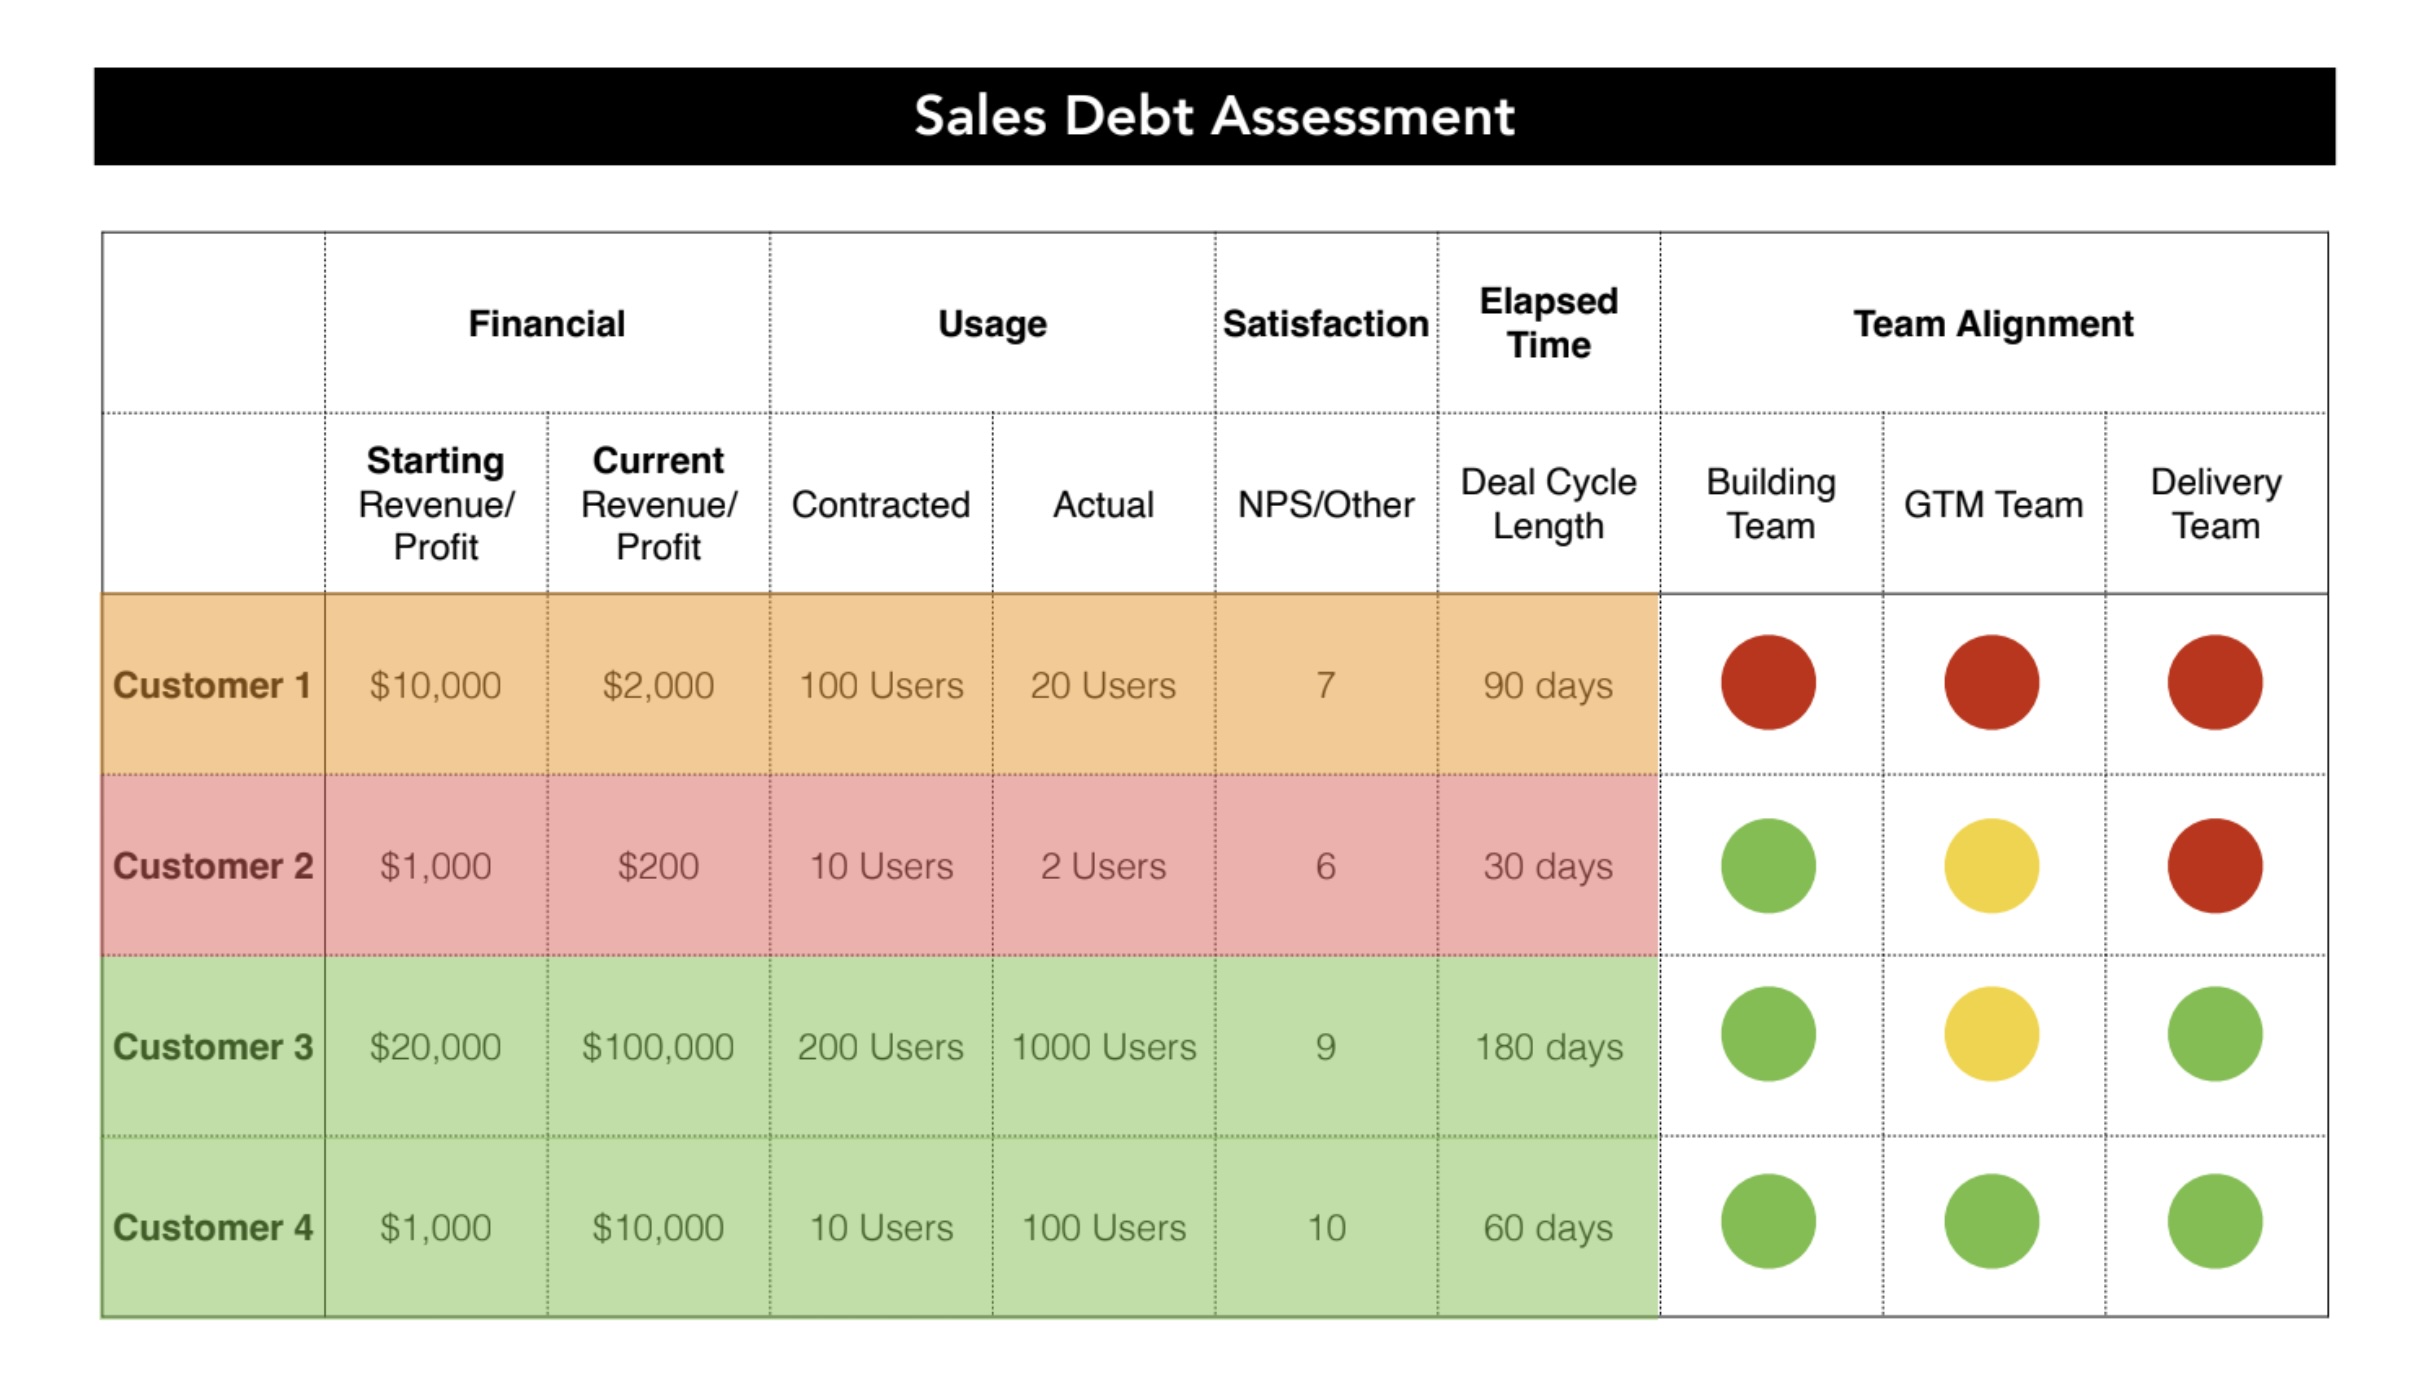 Sales Debt Assessment
Financial
Usage
Satisfaction
Elapsed
Time
Team Alignment
Starting
Revenue/
Profit
Current
Revenue/
Profit
Contracted
Actual
NPS/Other
Deal Cycle
Length
Building
Team
GTM Team
Delivery
Team
Customer 1
$10,000
$2,000
100 Users
20 Users
7
90 days
Customer 2
$1,000
$200
10 Users
2 Users
6
30 days
Customer 3
$20,000
$100,000
200 Users
1000 Users
9
180 days
Customer 4
$1,000
$10,000
10 Users
100 Users
10
60 days